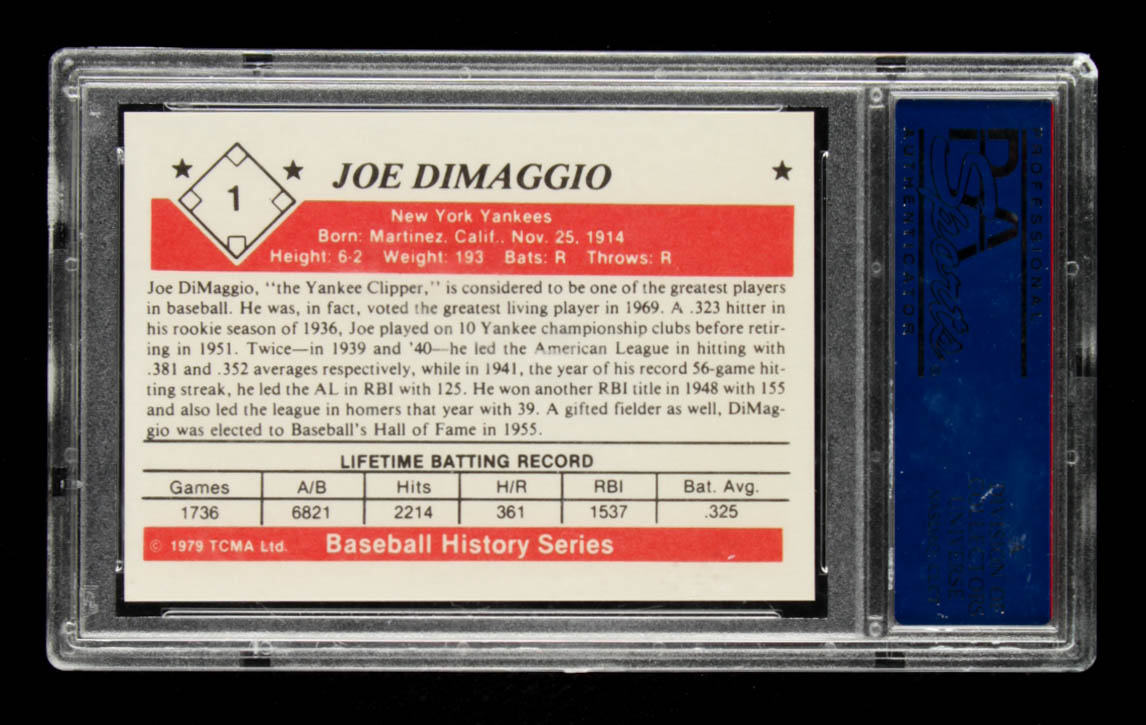 1
JOE DIMAGGIO
New York Yankees
Born: Martinez, Calif., Nov. 25, 1914
Height: 6-2 Weight: 193 Bats: R Throws: R
Joe DiMaggio, "the Yankee Clipper," is considered to be one of the greatest players
in baseball. He was, in fact, voted the greatest living player in 1969. A .323 hitter in
his rookie season of 1936, Joe played on 10 Yankee championship clubs before retir-
ing in 1951. Twice—in 1939 and '40—he led the American League in hitting with
.381 and .352 averages respectively, while in 1941, the year of his record 56-game hit-
ting streak, he led the AL in RBI with 125. He won another RBI title in 1948 with 155
and also led the league in homers that year with 39. A gifted fielder as well, DiMag-
gio was elected to Baseball's Hall of Fame in 1955.
LIFETIME BATTING RECORD
Games A/B Hits H/R RBI Bat. Avg.
1736 6821 2214 361 1537 .325
© 1979 TCMA Ltd. Baseball History Series
PSA